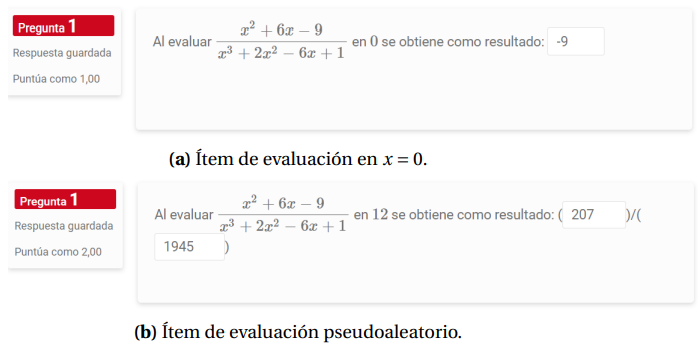 Pregunta 1
Respuesta guardada
Puntúa como 1,00
Al evaluar \frac{x^2 + 6x - 9}{x^3 + 2x^2 - 6x + 1} en 0 se obtiene como resultado: -9
(a) Ítem de evaluación en x = 0.
Pregunta 1
Respuesta guardada
Puntúa como 2,00
Al evaluar \frac{x^2 + 6x - 9}{x^3 + 2x^2 - 6x + 1} en 12 se obtiene como resultado: ( 207 )/(
1945 )
(b) Ítem de evaluación pseudoaleatorio.